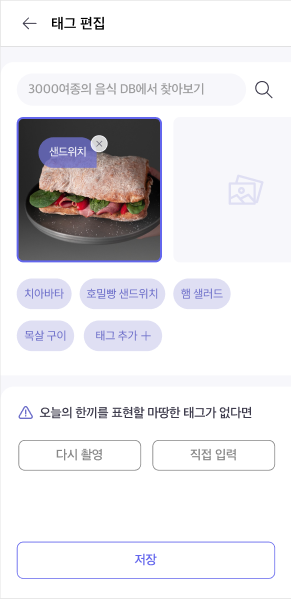 태그 편집
3000여종의 음식 DB에서 찾아보기
샌드위치
치아바타
호밀빵 샌드위치
햄 샐러드
목살 구이
태그 추가 +
오늘의 한끼를 표현할 마땅한 태그가 없다면
다시 촬영
직접 입력
저장